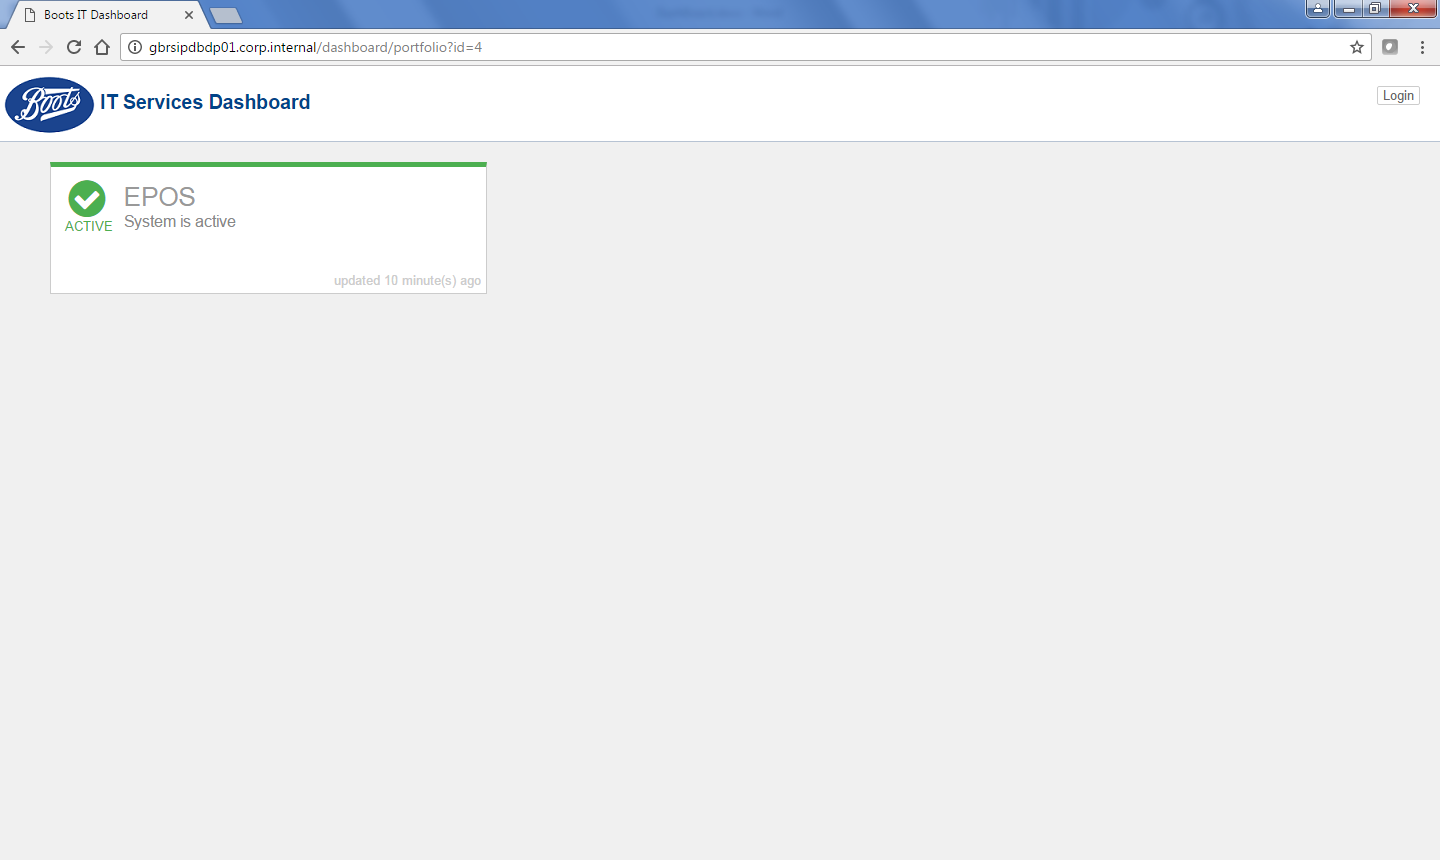 Boots IT Dashboard
gbrsipdbdp01.corp.internal/dashboard/portfolio?id=4
Boots
IT Services Dashboard
Login
EPOS
System is active
ACTIVE
updated 10 minute(s) ago